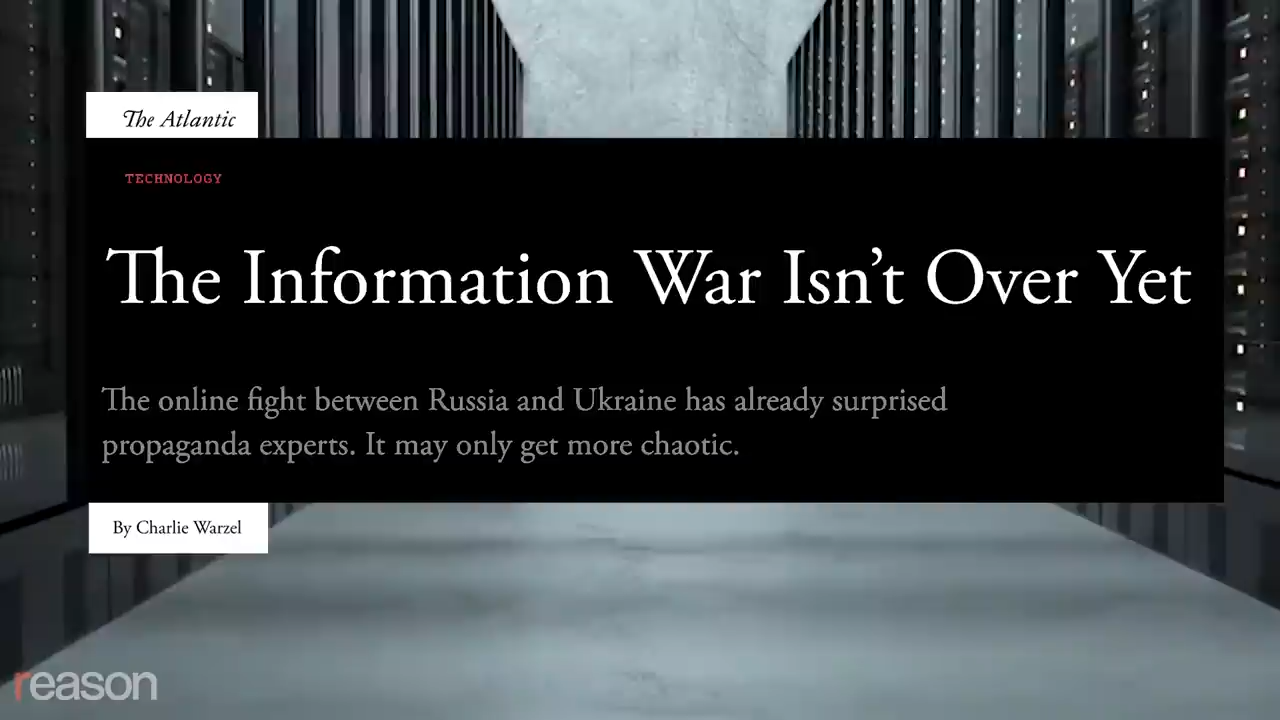 The Atlantic
TECHNOLOGY
The Information War Isn’t Over Yet
The online fight between Russia and Ukraine has already surprised
propaganda experts. It may only get more chaotic.
By Charlie Warzel
reason